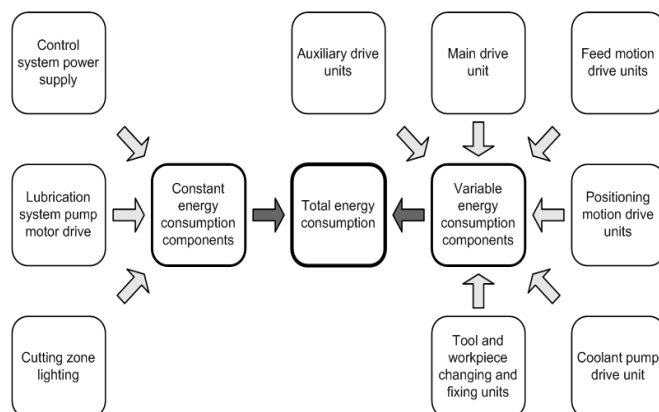 Control
system power
supply
Auxiliary drive
units
Main drive
unit
Feed motion
drive units
Lubrication
system pump
motor drive
Constant
energy
consumption
components
Total energy
consumption
Variable
energy
consumption
components
Positioning
motion drive
units
Cutting zone
lighting
Tool and
workpiece
changing and
fixing units
Coolant pump
drive unit